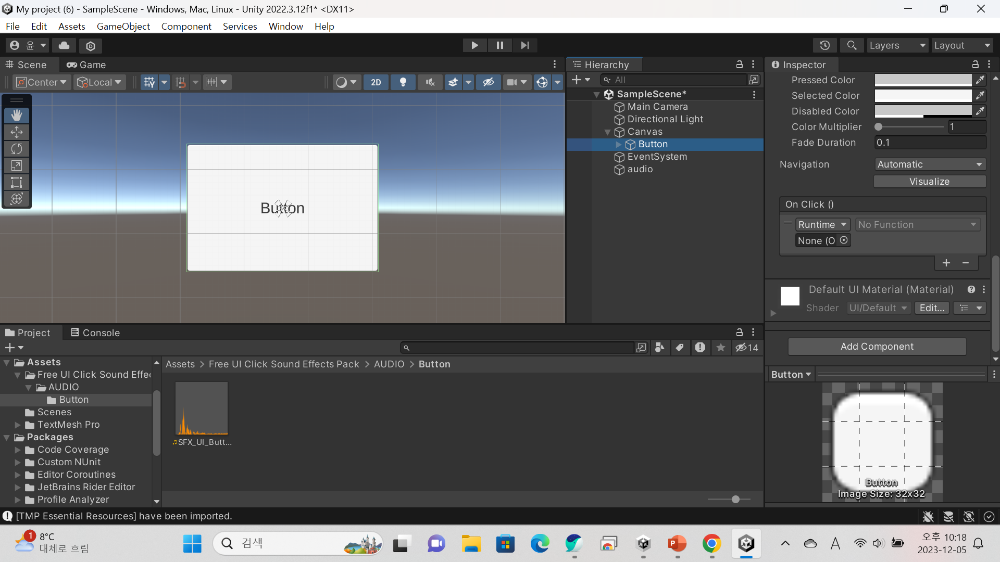 My project (6) - SampleScene - Windows, Mac, Linux - Unity 2022.3.12f1* <DX11>
File Edit Assets GameObject Component Services Window Help
윤 Layers Layout
Scene Game
Center Local 2D
Button
Hierarchy
All
SampleScene*
Main Camera
Directional Light
Canvas
Button
EventSystem
audio
Inspector
Pressed Color
Selected Color
Disabled Color
Color Multiplier 1
Fade Duration 0.1
Navigation Automatic
Visualize
On Click ()
Runtime No Function
None (O
Default UI Material (Material)
Shader UI/Default Edit...
Add Component
Button
Button
Image Size: 32x32
Project Console
14
Assets
Free UI Click Sound Effec
AUDIO
Button
Scenes
TextMesh Pro
Packages
Code Coverage
Custom NUnit
Editor Coroutines
JetBrains Rider Editor
Profile Analyzer
Assets > Free UI Click Sound Effects Pack > AUDIO > Button
SFX_UI_Butt...
[TMP Essential Resources] have been imported.
1 8°C
대체로 흐림
검색
P
A
오후 10:18
2023-12-05